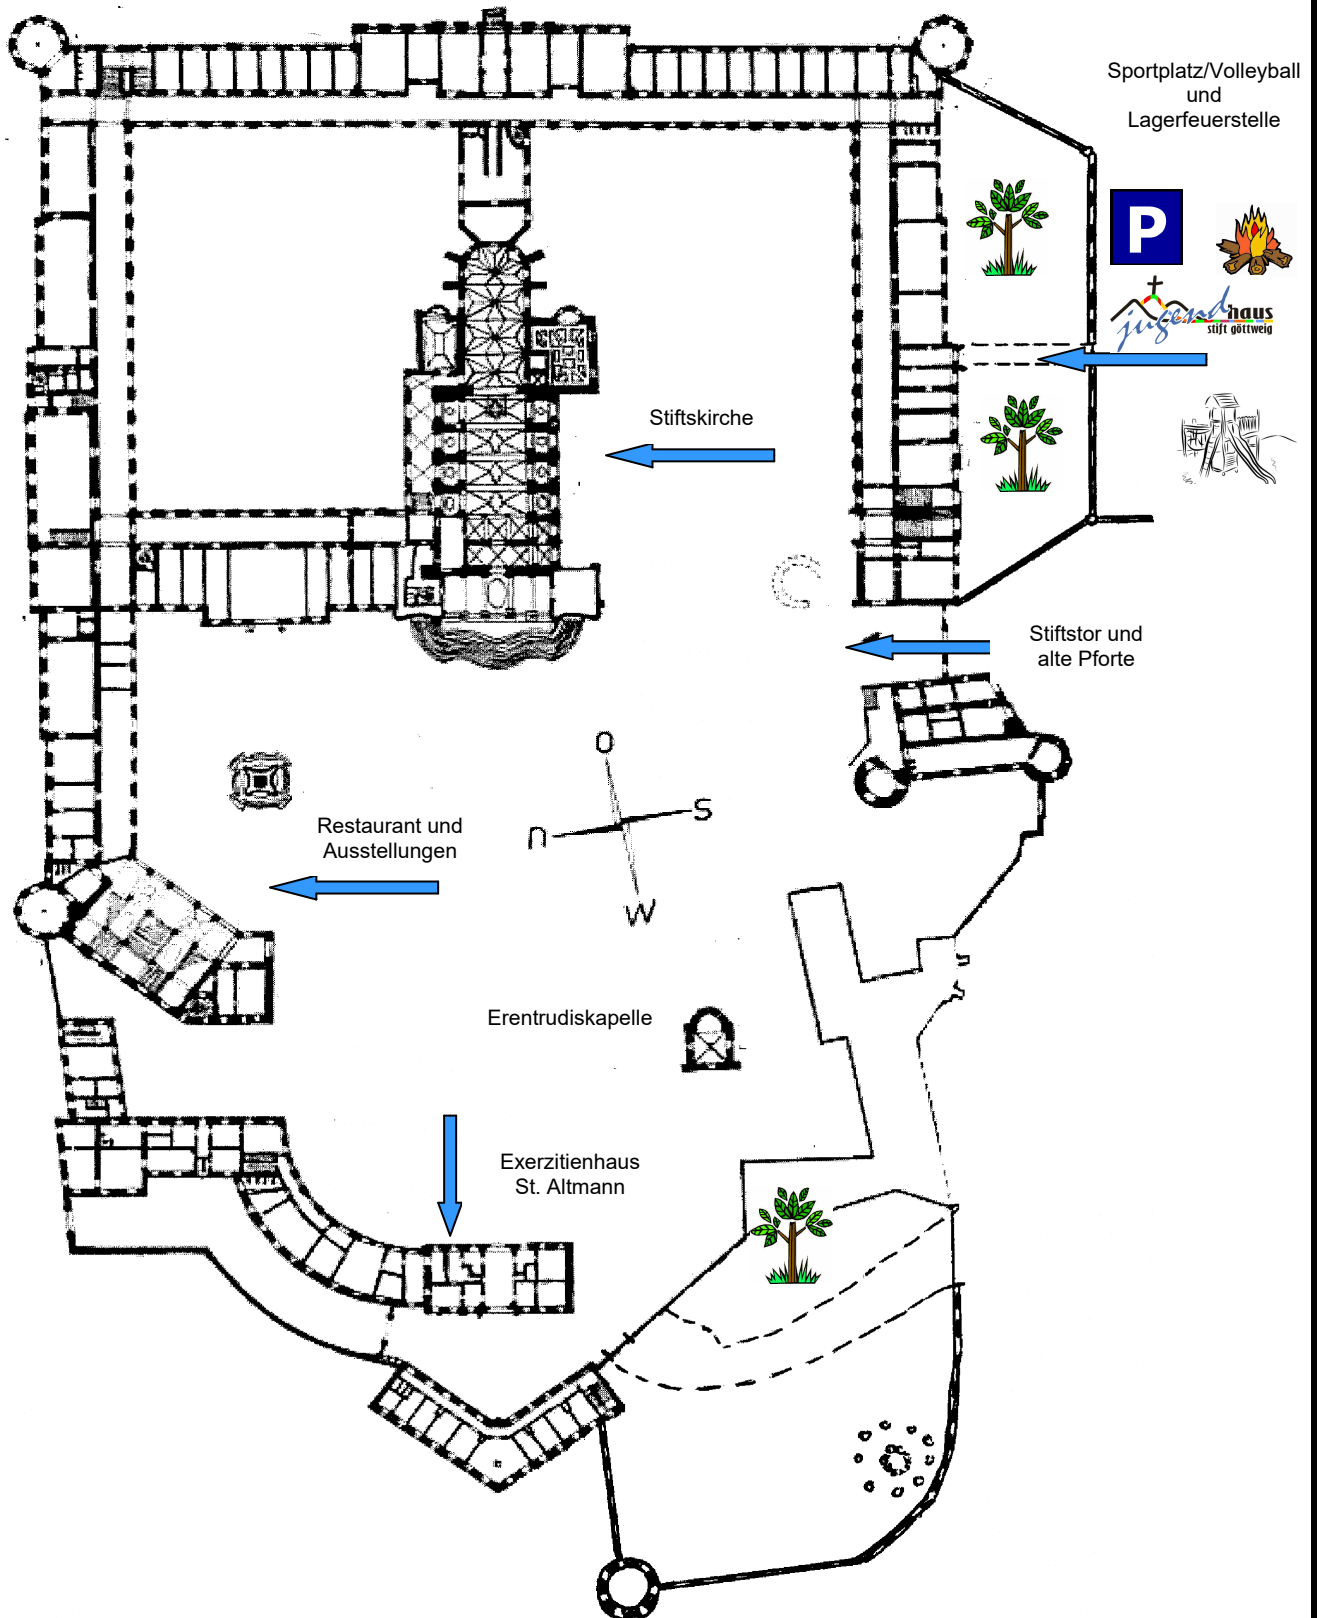 Sportplatz/Volleyball
und
Lagerfeuerstelle
P
jugendhaus
stift göttweig
Stiftskirche
Stiftstor und
alte Pforte
O
n
S
W
Restaurant und
Ausstellungen
Erentrudiskapelle
Exerzitienhaus
St. Altmann